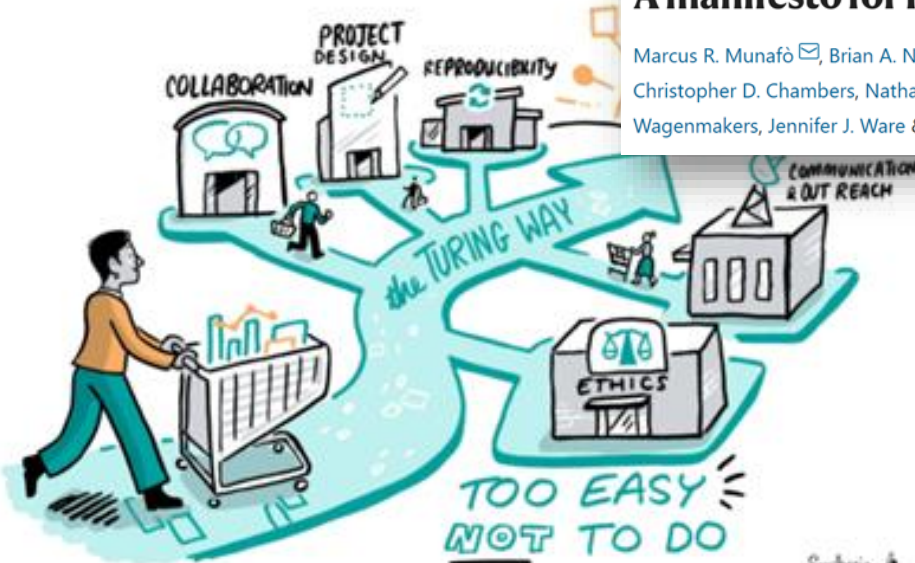 A manifesto for
Marcus R. Munafò, Brian A. N
Christopher D. Chambers, Natha
Wagenmakers, Jennifer J. Ware &
PROJECT
DESIGN
COLLABORATION
REPRODUCIBILITY
COMMUNICATION
& OUT REACH
the TURING WAY
ETHICS
TOO EASY
NOT TO DO